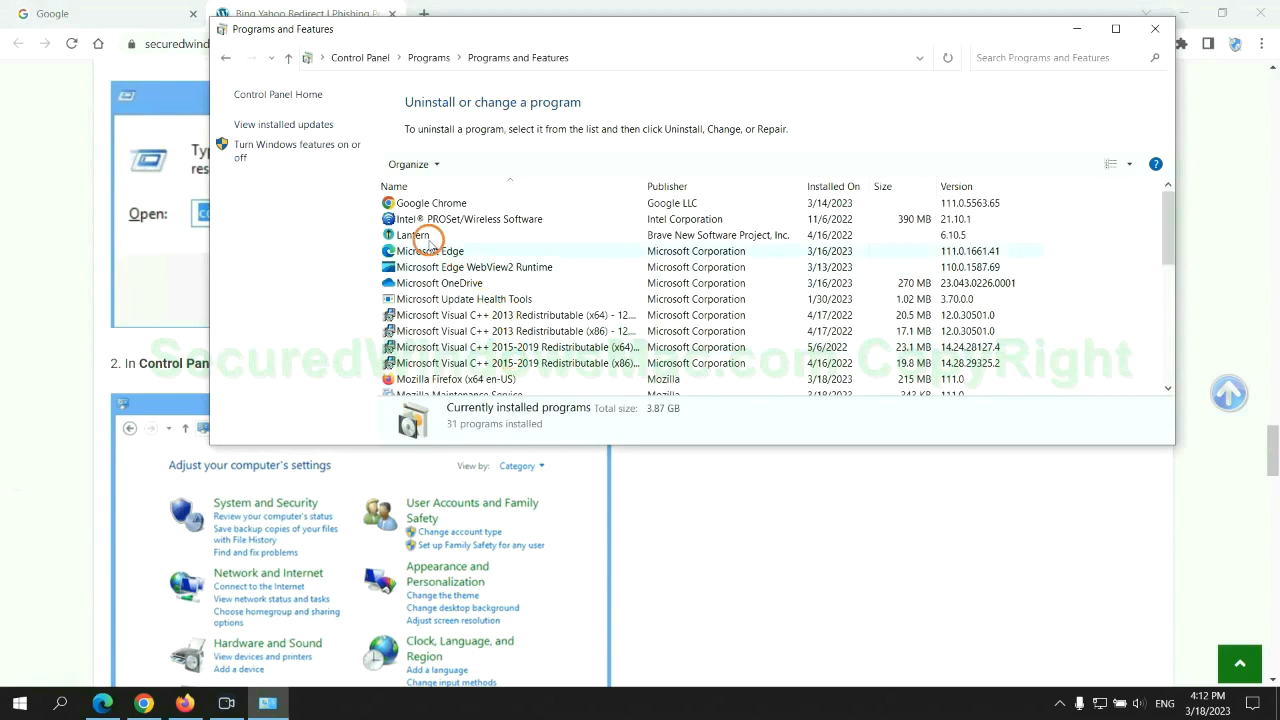 Google
Bing Yahoo Redirect | Phishing P
securedwin
Programs and Features
Control Panel > Programs > Programs and Features
Search Programs and Features
Control Panel Home
View installed updates
Turn Windows features on or
off
Uninstall or change a program
To uninstall a program, select it from the list and then click Uninstall, Change, or Repair.
Organize
Name Publisher Installed On Size Version
Google Chrome Google LLC 3/14/2023 111.0.5563.65
Intel® PROSet/Wireless Software Intel Corporation 11/6/2022 390 MB 21.10.1
Lantern Brave New Software Project, Inc. 4/16/2022 6.10.5
Microsoft Edge Microsoft Corporation 3/16/2023 111.0.1661.41
Microsoft Edge WebView2 Runtime Microsoft Corporation 3/13/2023 110.0.1587.69
Microsoft OneDrive Microsoft Corporation 3/16/2023 270 MB 23.043.0226.0001
Microsoft Update Health Tools Microsoft Corporation 1/30/2023 1.02 MB 3.70.0.0
Microsoft Visual C++ 2013 Redistributable (x64) - 12.... Microsoft Corporation 4/17/2022 20.5 MB 12.0.30501.0
Microsoft Visual C++ 2013 Redistributable (x86) - 12.... Microsoft Corporation 4/17/2022 17.1 MB 12.0.30501.0
Microsoft Visual C++ 2015-2019 Redistributable (x64)... Microsoft Corporation 5/6/2022 23.1 MB 14.24.28127.4
Microsoft Visual C++ 2015-2019 Redistributable (x86)... Microsoft Corporation 4/16/2022 19.8 MB 14.28.29325.2
Mozilla Firefox (x64 en-US) Mozilla 3/18/2023 215 MB 111.0
Mozilla Maintenance Service Mozilla 3/18/2023 343 KB 111.0
Currently installed programs Total size: 3.87 GB
31 programs installed
Ty
res
Open: co
2. In Control Pan
Adjust your computer's settings
View by: Category
System and Security
Review your computer's status
Save backup copies of your files
with File History
Find and fix problems
Network and Internet
Connect to the Internet
View network status and tasks
Choose homegroup and sharing
options
Hardware and Sound
View devices and printers
Add a device
User Accounts and Family
Safety
Change account type
Set up Family Safety for any user
Appearance and
Personalization
Change the theme
Change desktop background
Adjust screen resolution
Clock, Language, and
Region
Add a language
Change input methods
ENG
4:12 PM
3/18/2023